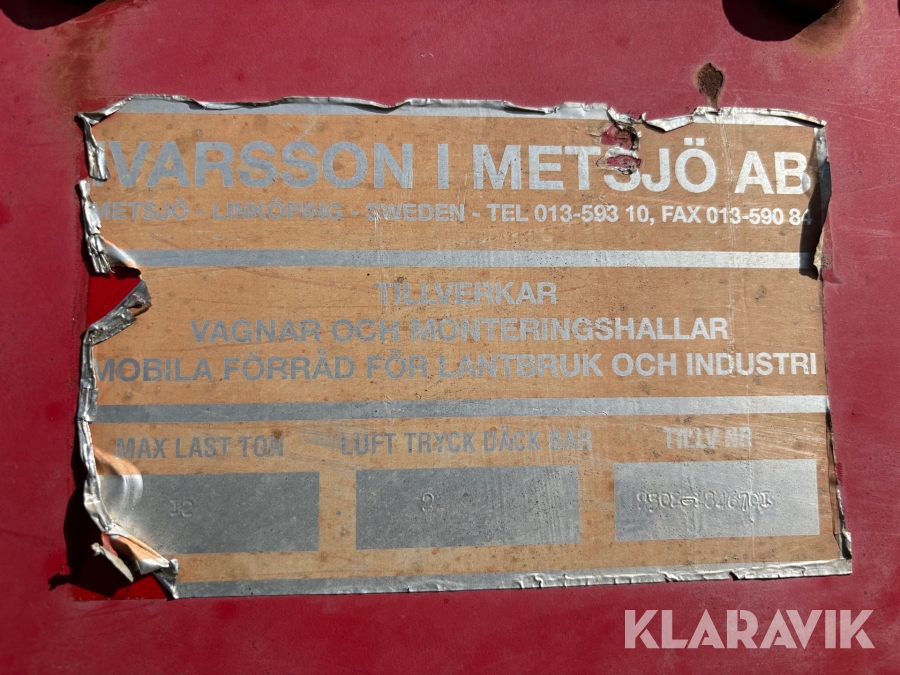 IVARSSON I METSJÖ AB
METSJÖ - LINKÖPING - SWEDEN - TEL 013-593 10, FAX 013-590 84
TILLVERKAR
VAGNAR OCH MONTERINGSHALLAR
MOBILA FÖRRÅD FÖR LANTBRUK OCH INDUSTRI
MAX LAST TON LUFT TRYCK DÄCK BAR TILLV NR
12
KLARAVIK